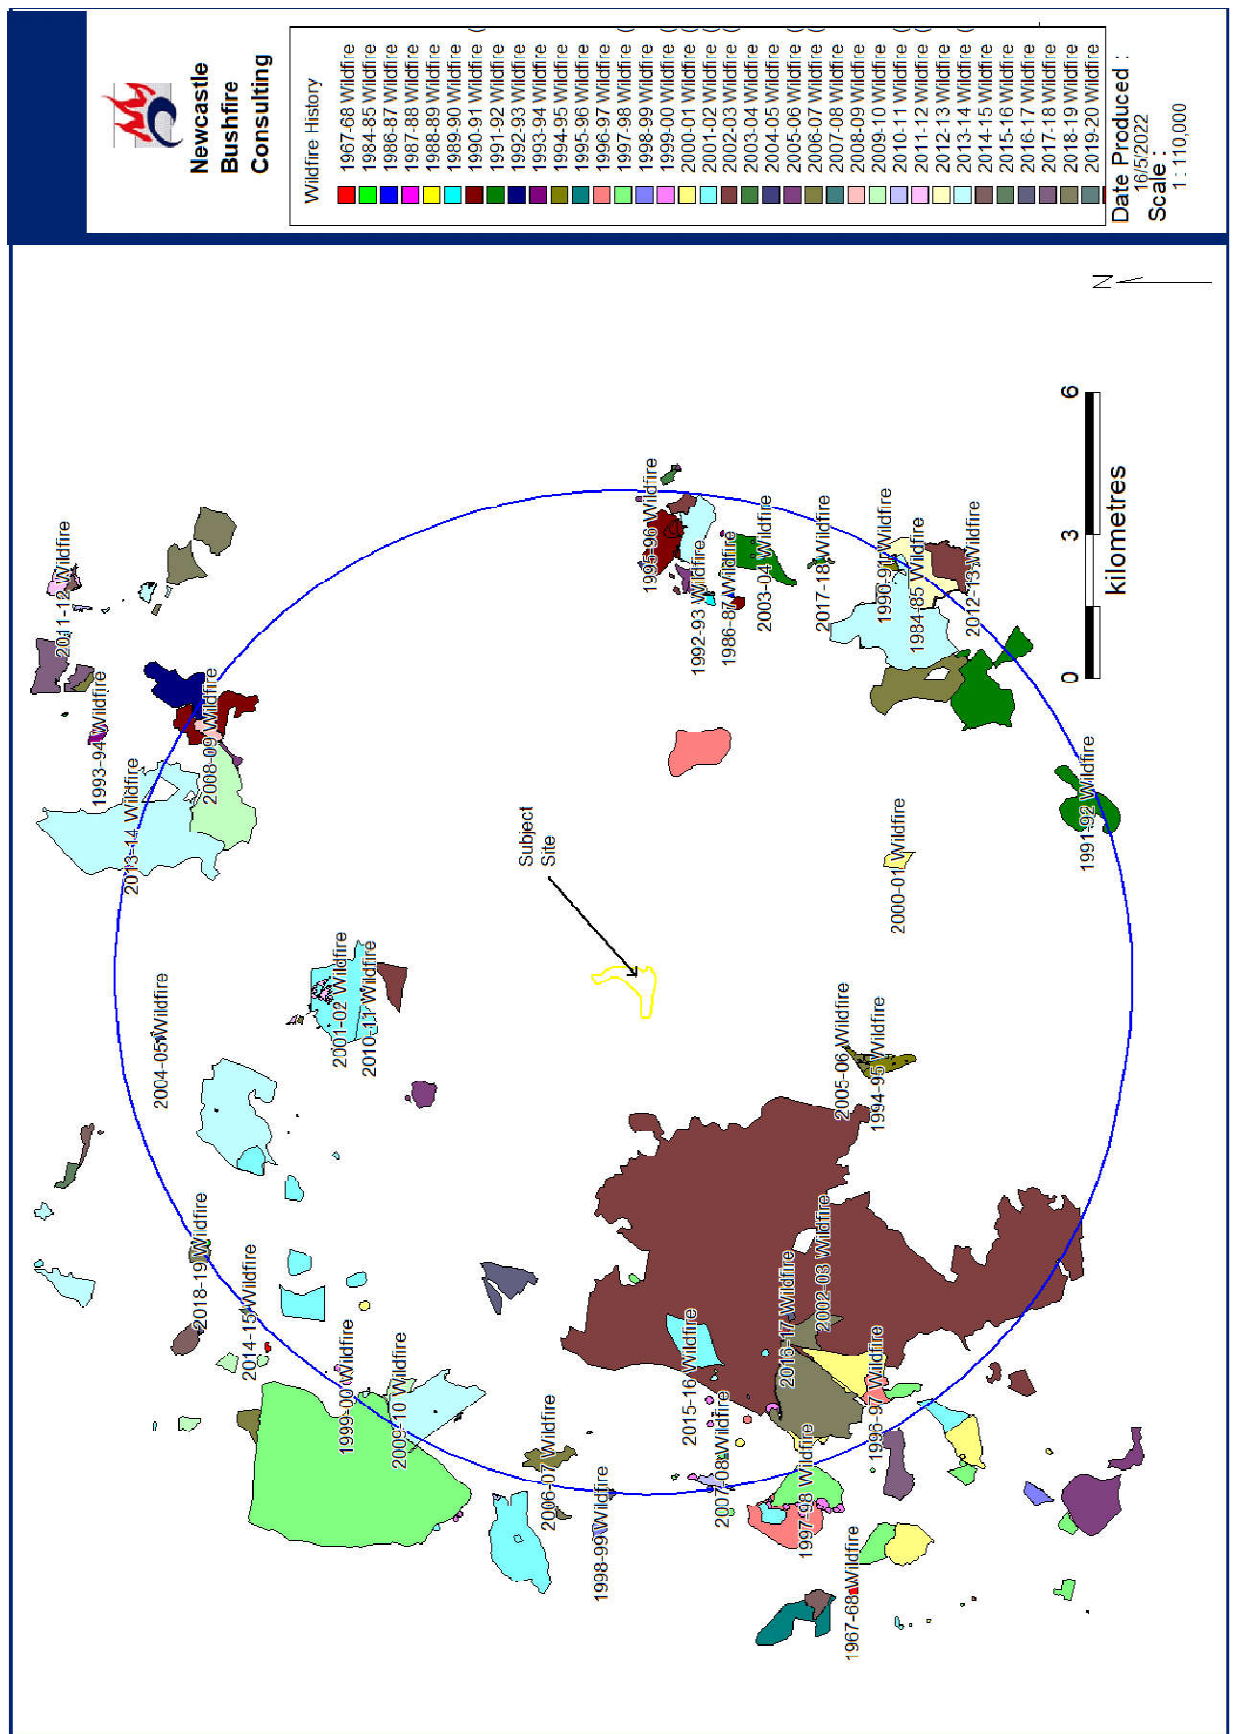 Newcastle
Bushfire
Consulting
Wildfire History
1967-68 Wildfire
1984-85 Wildfire
1986-87 Wildfire
1987-88 Wildfire
1988-89 Wildfire
1989-90 Wildfire
1990-91 Wildfire (
1991-92 Wildfire
1992-93 Wildfire
1993-94 Wildfire
1994-95 Wildfire
1995-96 Wildfire
1996-97 Wildfire
1997-98 Wildfire (
1998-99 Wildfire
1999-00 Wildfire (
2000-01 Wildfire (
2001-02 Wildfire (
2002-03 Wildfire (
2003-04 Wildfire
2004-05 Wildfire
2005-06 Wildfire (
2006-07 Wildfire (
2007-08 Wildfire
2008-09 Wildfire
2009-10 Wildfire
2010-11 Wildfire (
2011-12 Wildfire (
2012-13 Wildfire
2013-14 Wildfire (
2014-15 Wildfire
2015-16 Wildfire
2016-17 Wildfire
2017-18 Wildfire
2018-19 Wildfire
2019-20 Wildfire
Date Produced :
16/5/2022
Scale :
1 : 110,000
N
2011-12 Wildfire
1993-94 Wildfire
2013-14 Wildfire
2008-09 Wildfire
2004-05 Wildfire
2018-19 Wildfire
2014-15 Wildfire
2001-02 Wildfire
2010-11 Wildfire
1999-00 Wildfire
2009-10 Wildfire
Subject
Site
2006-07 Wildfire
1998-99 Wildfire
1995-96 Wildfire
1992-93 Wildfire
1986-87 Wildfire
2003-04 Wildfire
2017-18 Wildfire
1990-91 Wildfire
1984-85 Wildfire
2012-13 Wildfire
2015-16 Wildfire
2007-08 Wildfire
2016-17 Wildfire
2002-03 Wildfire
1997-98 Wildfire
1996-97 Wildfire
1967-68 Wildfire
2005-06 Wildfire
1994-95 Wildfire
2000-01 Wildfire
1991-92 Wildfire
0 3 6
kilometres